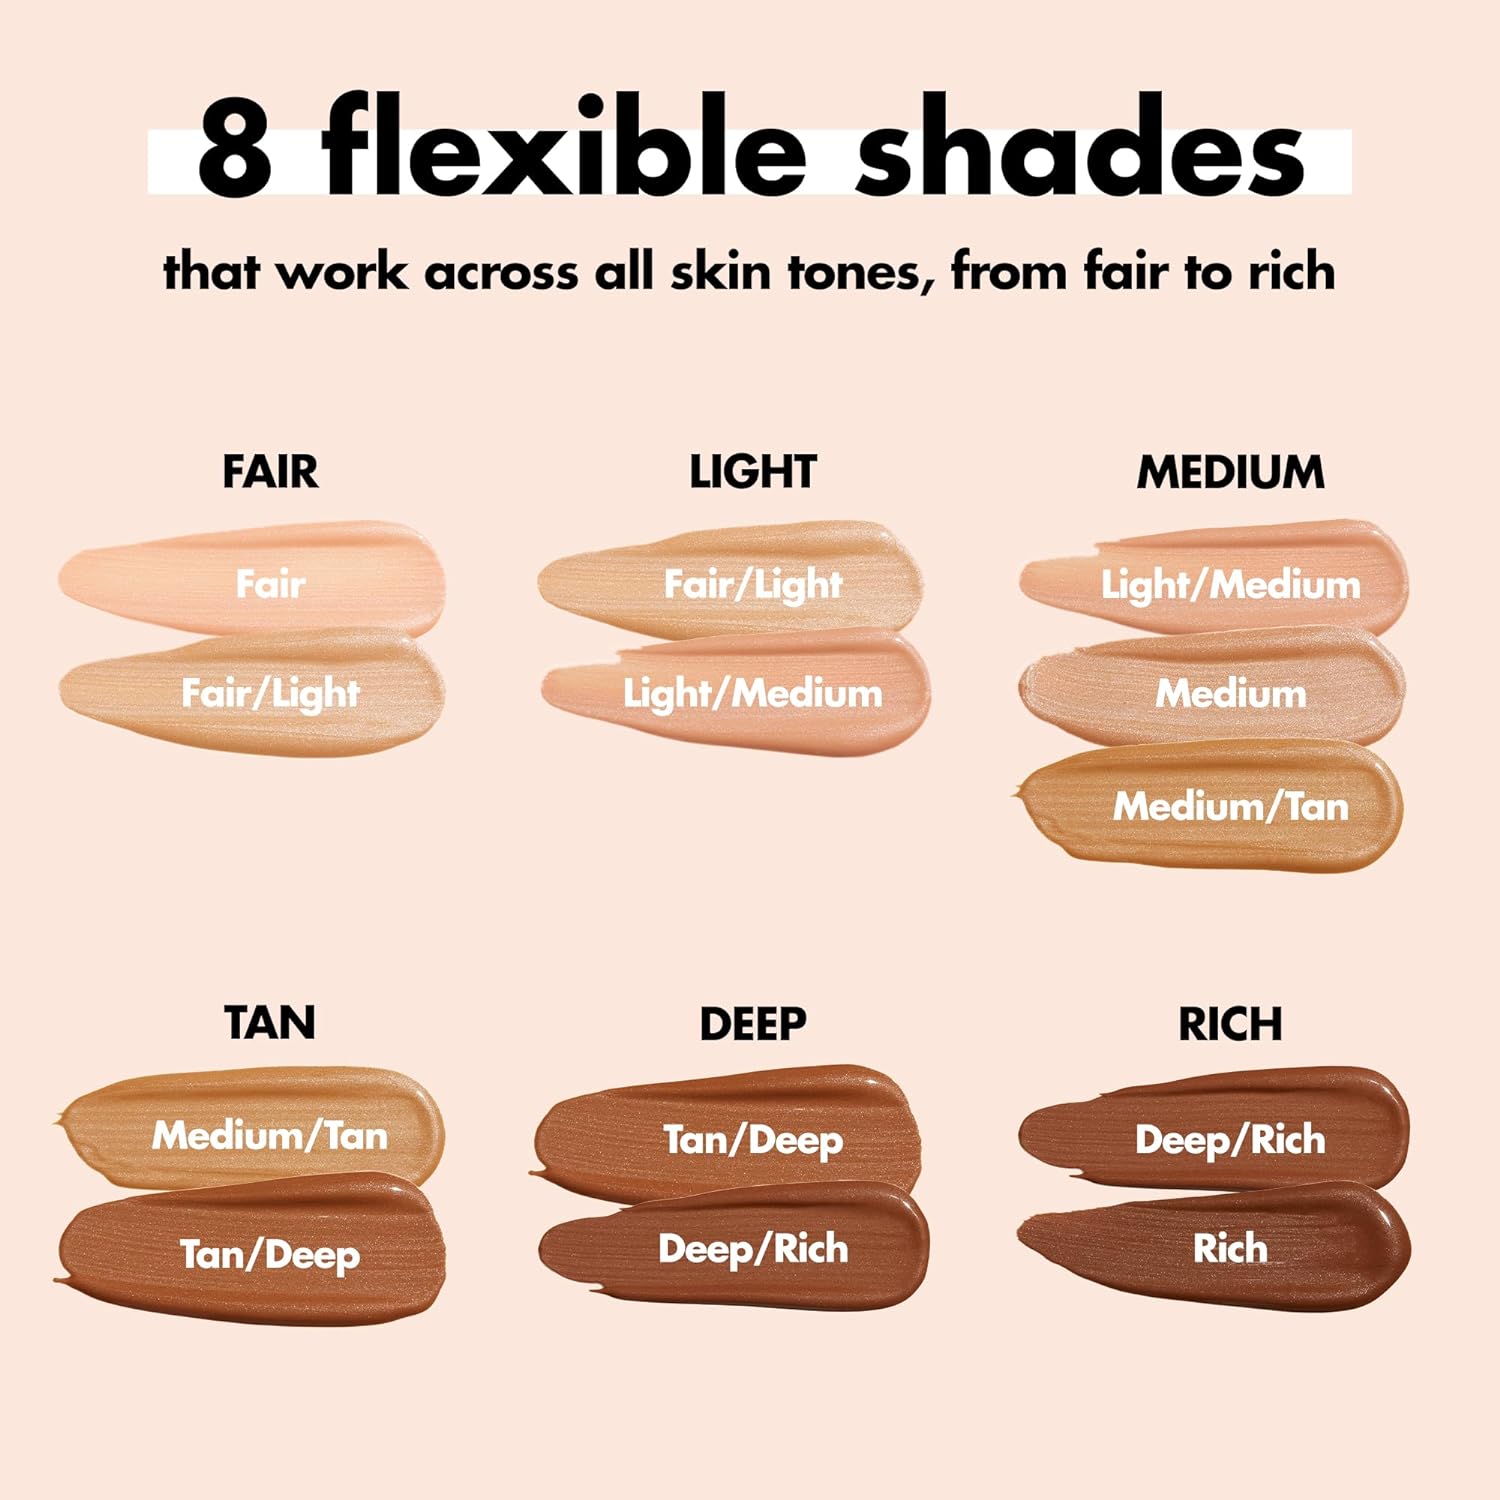 8 flexible shades
that work across all skin tones, from fair to rich
FAIR
Fair
Fair/Light
LIGHT
Fair/Light
Light/Medium
MEDIUM
Light/Medium
Medium
Medium/Tan
TAN
Medium/Tan
Tan/Deep
DEEP
Tan/Deep
Deep/Rich
RICH
Deep/Rich
Rich